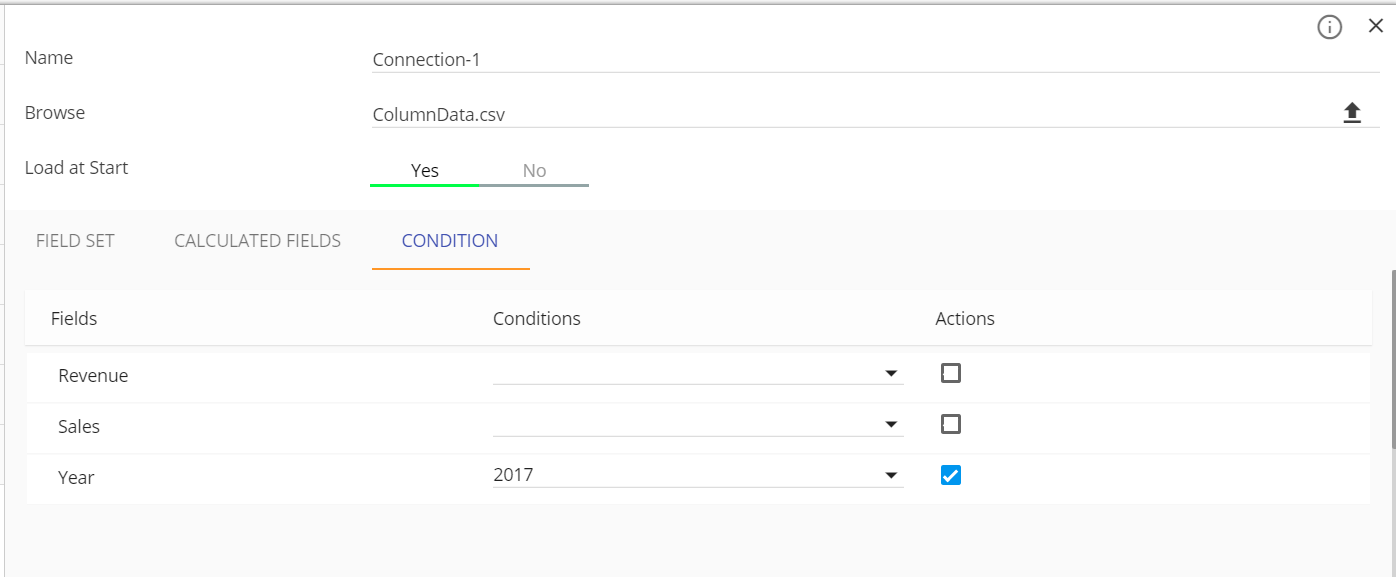 Name
Connection-1
Browse
ColumnData.csv
Load at Start
Yes No
FIELD SET CALCULATED FIELDS CONDITION
Fields Conditions Actions
Revenue
Sales
Year 2017